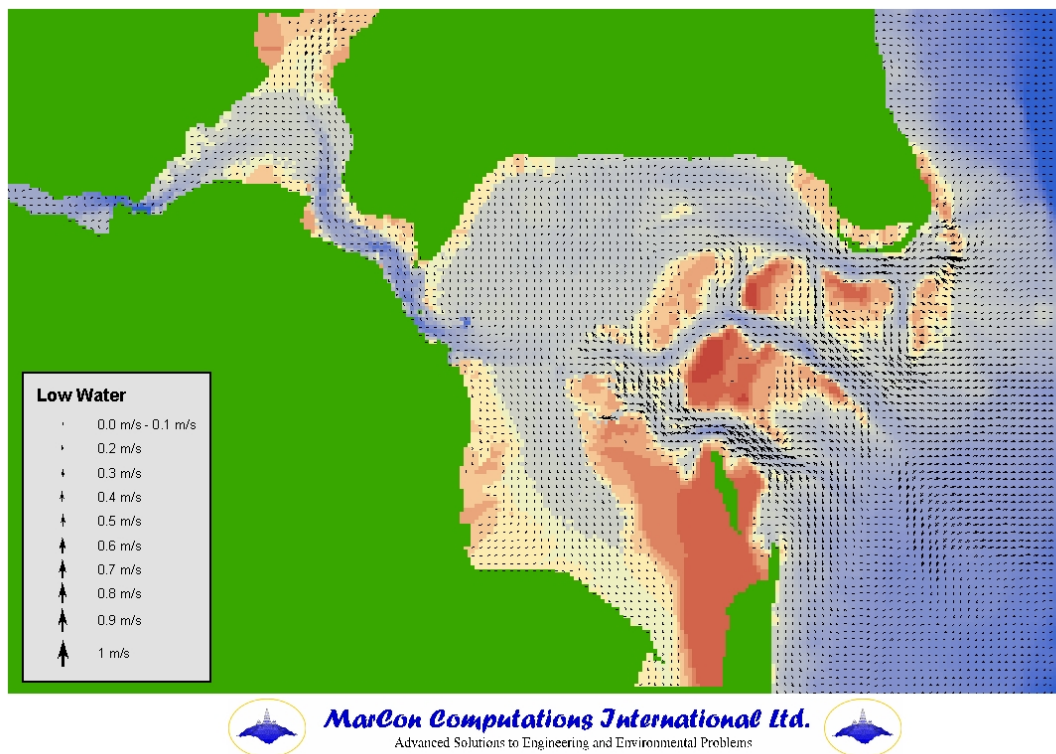 Low Water
0.0 m/s - 0.1 m/s
0.2 m/s
0.3 m/s
0.4 m/s
0.5 m/s
0.6 m/s
0.7 m/s
0.8 m/s
0.9 m/s
1 m/s
MarCon Computations International Ltd.
Advanced Solutions to Engineering and Environmental Problems